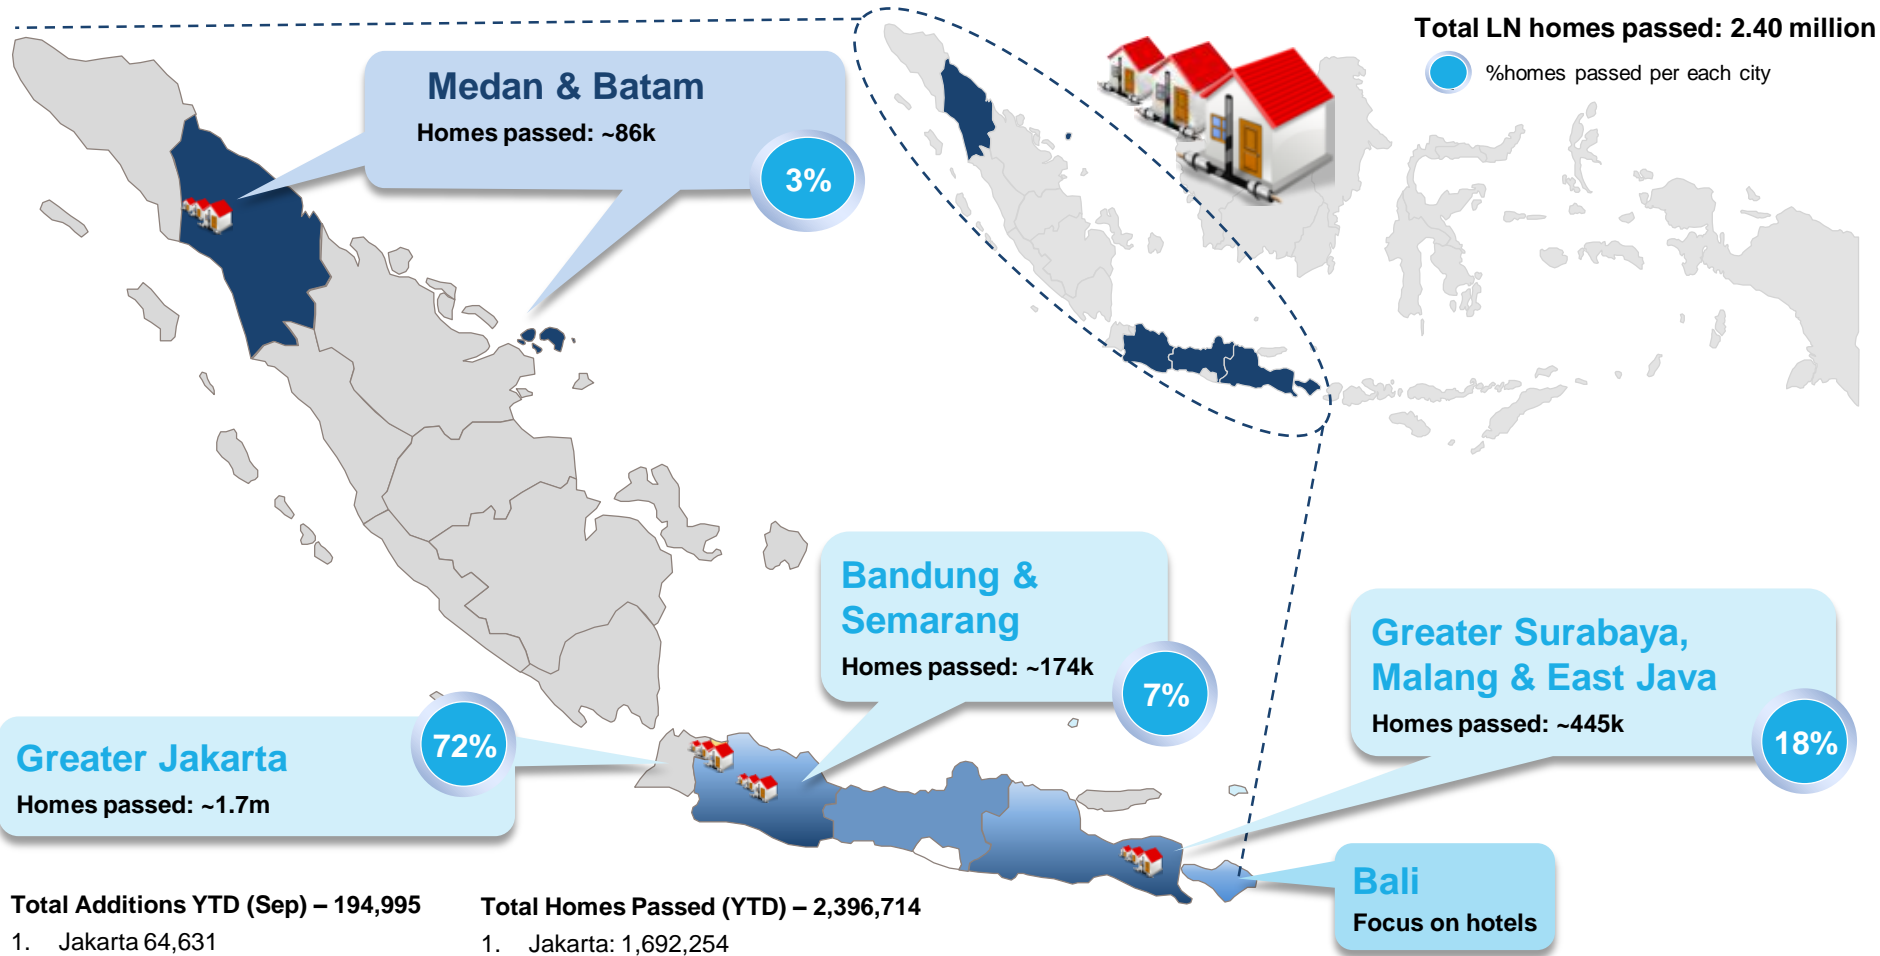 Total LN homes passed: 2.40 million
%homes passed per each city
Medan & Batam
Homes passed: ~86k
3%
Bandung &
Semarang
Homes passed: ~174k
7%
Greater Surabaya,
Malang & East Java
Homes passed: ~445k
18%
Greater Jakarta
Homes passed: ~1.7m
72%
Bali
Focus on hotels
Total Additions YTD (Sep) – 194,995
1. Jakarta 64,631
Total Homes Passed (YTD) – 2,396,714
1. Jakarta: 1,692,254